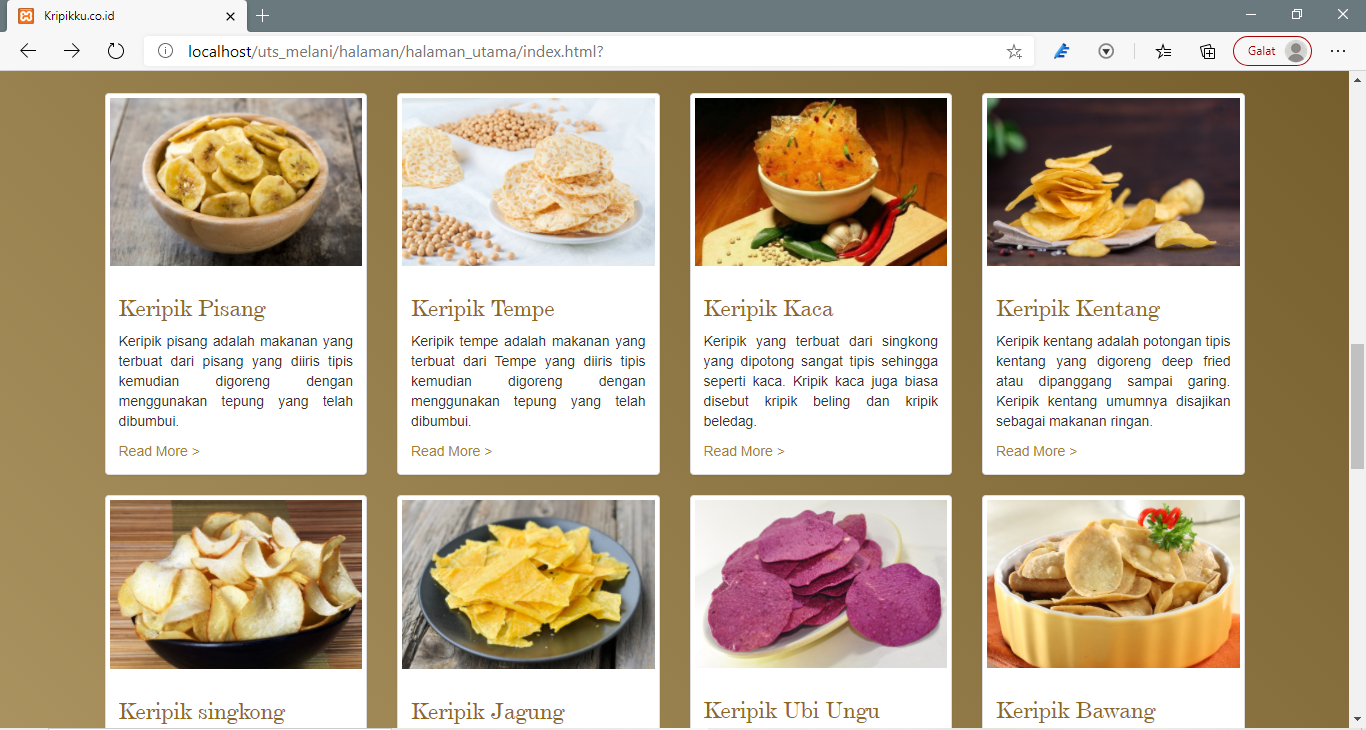 Kripikku.co.id
localhost/uts_melani/halaman/halaman_utama/index.html?
Galat
Keripik Pisang
Keripik pisang adalah makanan yang
terbuat dari pisang yang diiris tipis
kemudian digoreng dengan
menggunakan tepung yang telah
dibumbui.
Read More >
Keripik Tempe
Keripik tempe adalah makanan yang
terbuat dari Tempe yang diiris tipis
kemudian digoreng dengan
menggunakan tepung yang telah
dibumbui.
Read More >
Keripik Kaca
Keripik yang terbuat dari singkong
yang dipotong sangat tipis sehingga
seperti kaca. Kripik kaca juga biasa
disebut kripik beling dan kripik
beledag.
Read More >
Keripik Kentang
Keripik kentang adalah potongan tipis
kentang yang digoreng deep fried
atau dipanggang sampai garing.
Keripik kentang umumnya disajikan
sebagai makanan ringan.
Read More >
Keripik singkong
Keripik Jagung
Keripik Ubi Ungu
Keripik Bawang